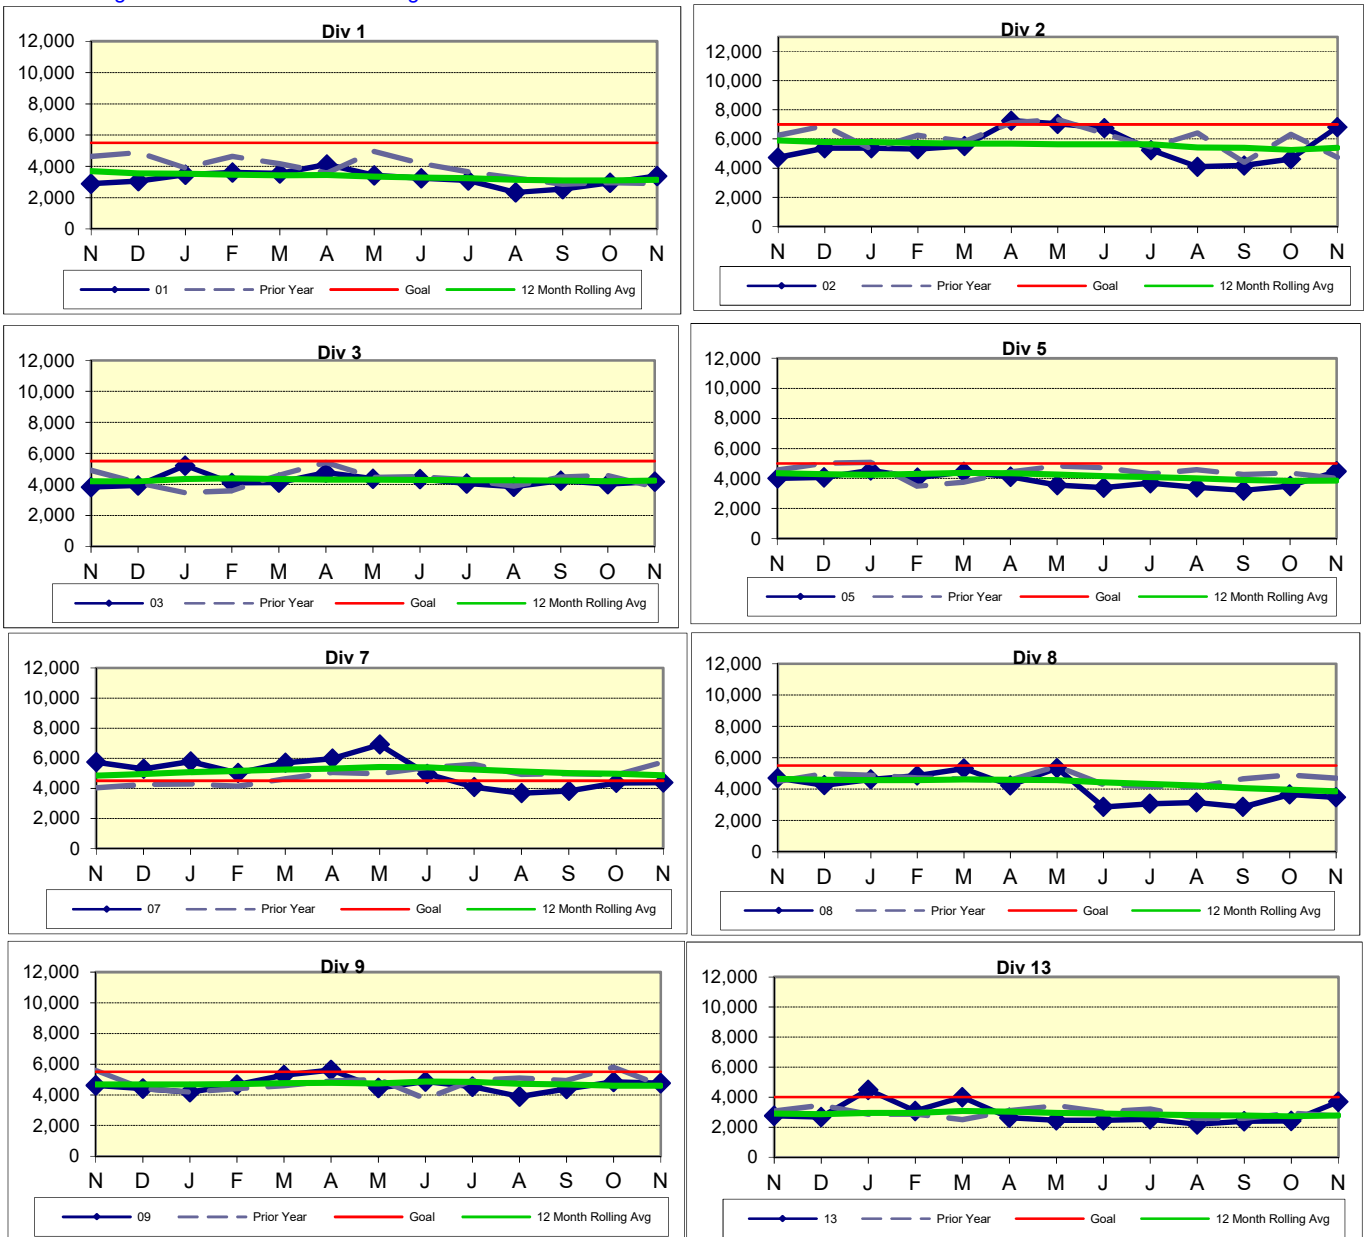 Div 1
12,000
10,000
8,000
6,000
4,000
2,000
0
N D J F M A M J J A S O N
01 Prior Year Goal 12 Month Rolling Avg
Div 2
12,000
10,000
8,000
6,000
4,000
2,000
0
N D J F M A M J J A S O N
02 Prior Year Goal 12 Month Rolling Avg
Div 3
12,000
10,000
8,000
6,000
4,000
2,000
0
N D J F M A M J J A S O N
03 Prior Year Goal 12 Month Rolling Avg
Div 5
12,000
10,000
8,000
6,000
4,000
2,000
0
N D J F M A M J J A S O N
05 Prior Year Goal 12 Month Rolling Avg
Div 7
12,000
10,000
8,000
6,000
4,000
2,000
0
N D J F M A M J J A S O N
07 Prior Year Goal 12 Month Rolling Avg
Div 8
12,000
10,000
8,000
6,000
4,000
2,000
0
N D J F M A M J J A S O N
08 Prior Year Goal 12 Month Rolling Avg
Div 9
12,000
10,000
8,000
6,000
4,000
2,000
0
N D J F M A M J J A S O N
09 Prior Year Goal 12 Month Rolling Avg
Div 13
12,000
10,000
8,000
6,000
4,000
2,000
0
N D J F M A M J J A S O N
13 Prior Year Goal 12 Month Rolling Avg